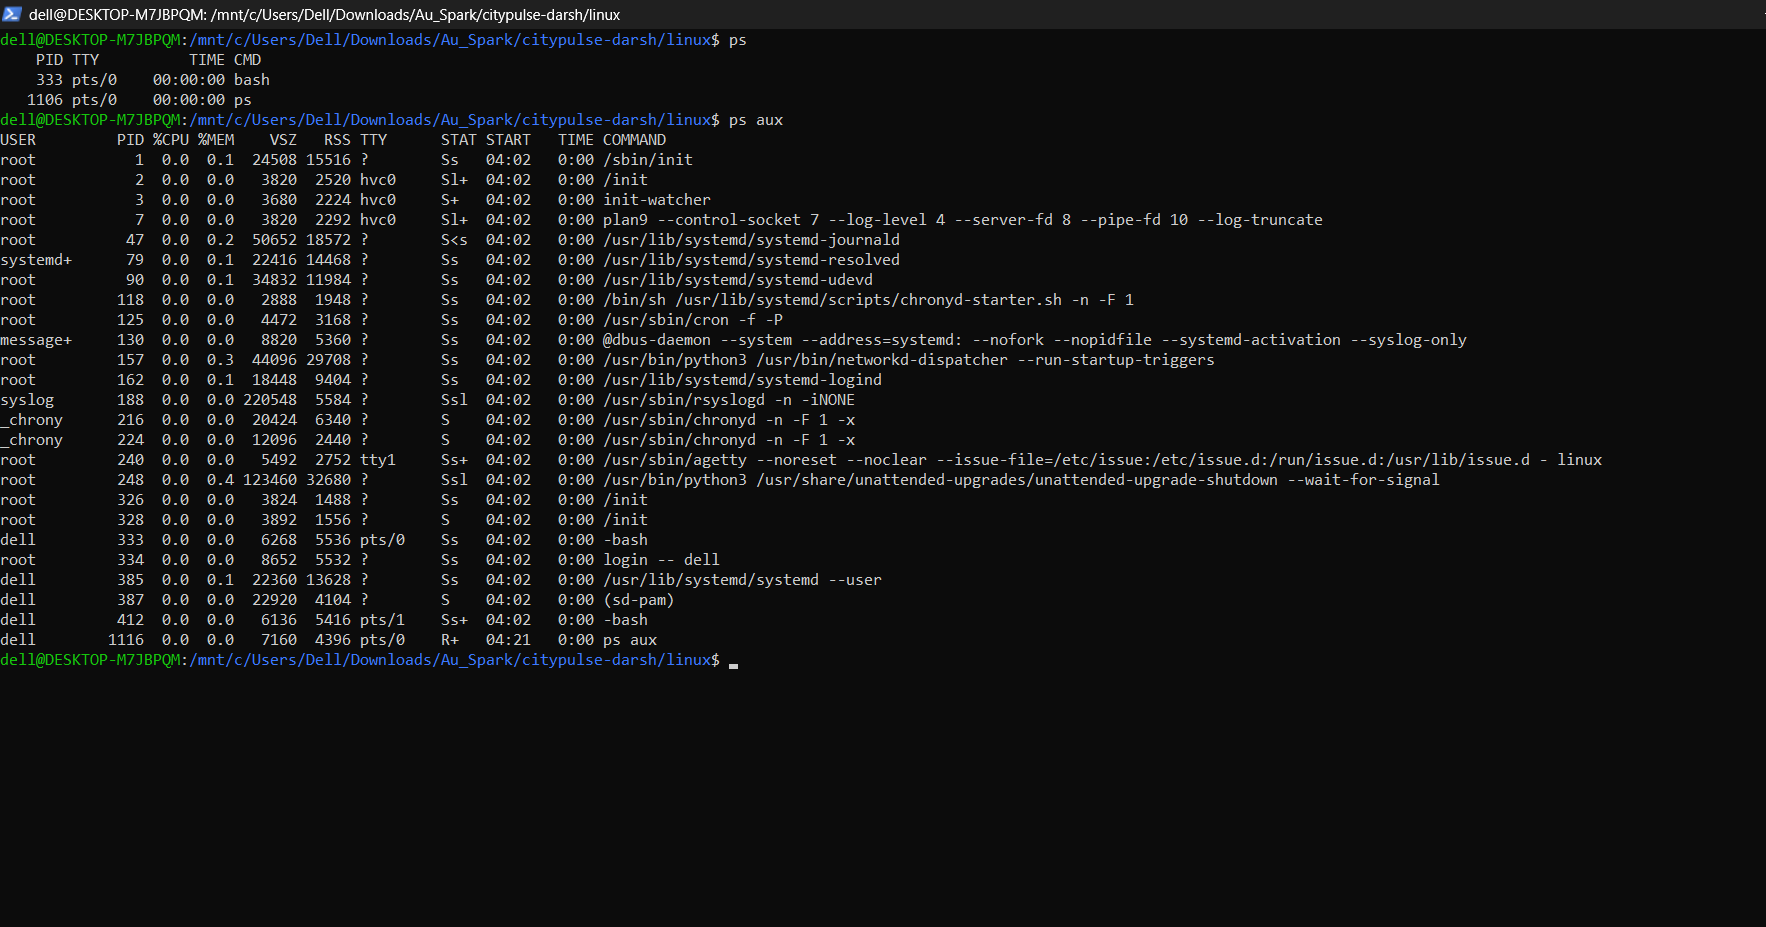 dell@DESKTOP-M7JBPQM: /mnt/c/Users/Dell/Downloads/Au_Spark/citypulse-darsh/linux
dell@DESKTOP-M7JBPQM:/mnt/c/Users/Dell/Downloads/Au_Spark/citypulse-darsh/linux$ ps
    PID TTY          TIME CMD
    333 pts/0    00:00:00 bash
   1106 pts/0    00:00:00 ps
dell@DESKTOP-M7JBPQM:/mnt/c/Users/Dell/Downloads/Au_Spark/citypulse-darsh/linux$ ps aux
USER         PID %CPU %MEM    VSZ   RSS TTY      STAT START   TIME COMMAND
root           1  0.0  0.1  24508 15516 ?        Ss   04:02   0:00 /sbin/init
root           2  0.0  0.0   3820  2520 hvc0     Sl+  04:02   0:00 /init
root           3  0.0  0.0   3680  2224 hvc0     S+   04:02   0:00 init-watcher
root           7  0.0  0.0   3820  2292 hvc0     Sl+  04:02   0:00 plan9 --control-socket 7 --log-level 4 --server-fd 8 --pipe-fd 10 --log-truncate
root          47  0.0  0.2  50652 18572 ?        S<s  04:02   0:00 /usr/lib/systemd/systemd-journald
systemd+      79  0.0  0.1  22416 14468 ?        Ss   04:02   0:00 /usr/lib/systemd/systemd-resolved
root          90  0.0  0.1  34832 11984 ?        Ss   04:02   0:00 /usr/lib/systemd/systemd-udevd
root         118  0.0  0.0   2888  1948 ?        Ss   04:02   0:00 /bin/sh /usr/lib/systemd/scripts/chronyd-starter.sh -n -F 1
root         125  0.0  0.0   4472  3168 ?        Ss   04:02   0:00 /usr/sbin/cron -f -P
message+     130  0.0  0.0   8820  5360 ?        Ss   04:02   0:00 @dbus-daemon --system --address=systemd: --nofork --nopidfile --systemd-activation --syslog-only
root         157  0.0  0.3  44096 29708 ?        Ss   04:02   0:00 /usr/bin/python3 /usr/bin/networkd-dispatcher --run-startup-triggers
root         162  0.0  0.1  18448  9404 ?        Ss   04:02   0:00 /usr/lib/systemd/systemd-logind
syslog       188  0.0  0.0 220548  5584 ?        Ssl  04:02   0:00 /usr/sbin/rsyslogd -n -iNONE
_chrony      216  0.0  0.0  20424  6340 ?        S    04:02   0:00 /usr/sbin/chronyd -n -F 1 -x
_chrony      224  0.0  0.0  12096  2440 ?        S    04:02   0:00 /usr/sbin/chronyd -n -F 1 -x
root         240  0.0  0.0   5492  2752 tty1     Ss+  04:02   0:00 /usr/sbin/agetty --noreset --noclear --issue-file=/etc/issue:/etc/issue.d:/run/issue.d:/usr/lib/issue.d - linux
root         248  0.0  0.4 123460 32680 ?        Ssl  04:02   0:00 /usr/bin/python3 /usr/share/unattended-upgrades/unattended-upgrade-shutdown --wait-for-signal
root         326  0.0  0.0   3824  1488 ?        Ss   04:02   0:00 /init
root         328  0.0  0.0   3892  1556 ?        S    04:02   0:00 /init
dell         333  0.0  0.0   6268  5536 pts/0    Ss   04:02   0:00 -bash
root         334  0.0  0.0   8652  5532 ?        Ss   04:02   0:00 login -- dell
dell         385  0.0  0.1  22360 13628 ?        Ss   04:02   0:00 /usr/lib/systemd/systemd --user
dell         387  0.0  0.0  22920  4104 ?        S    04:02   0:00 (sd-pam)
dell         412  0.0  0.0   6136  5416 pts/1    Ss+  04:02   0:00 -bash
dell        1116  0.0  0.0   7160  4396 pts/0    R+   04:21   0:00 ps aux
dell@DESKTOP-M7JBPQM:/mnt/c/Users/Dell/Downloads/Au_Spark/citypulse-darsh/linux$